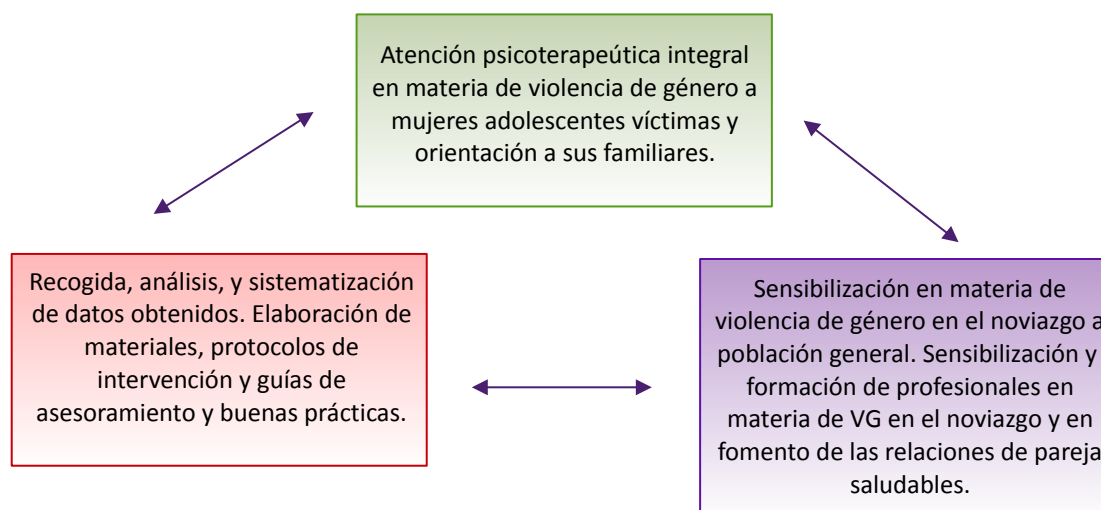 Atención psicoterapeútica integral
en materia de violencia de género a
mujeres adolescentes víctimas y
orientación a sus familiares.
Recogida, análisis, y sistematización
de datos obtenidos. Elaboración de
materiales, protocolos de
intervención y guías de
asesoramiento y buenas prácticas.
Sensibilización en materia de
violencia de género en el noviazgo a
población general. Sensibilización y
formación de profesionales en
materia de VG en el noviazgo y en
fomento de las relaciones de pareja
saludables.